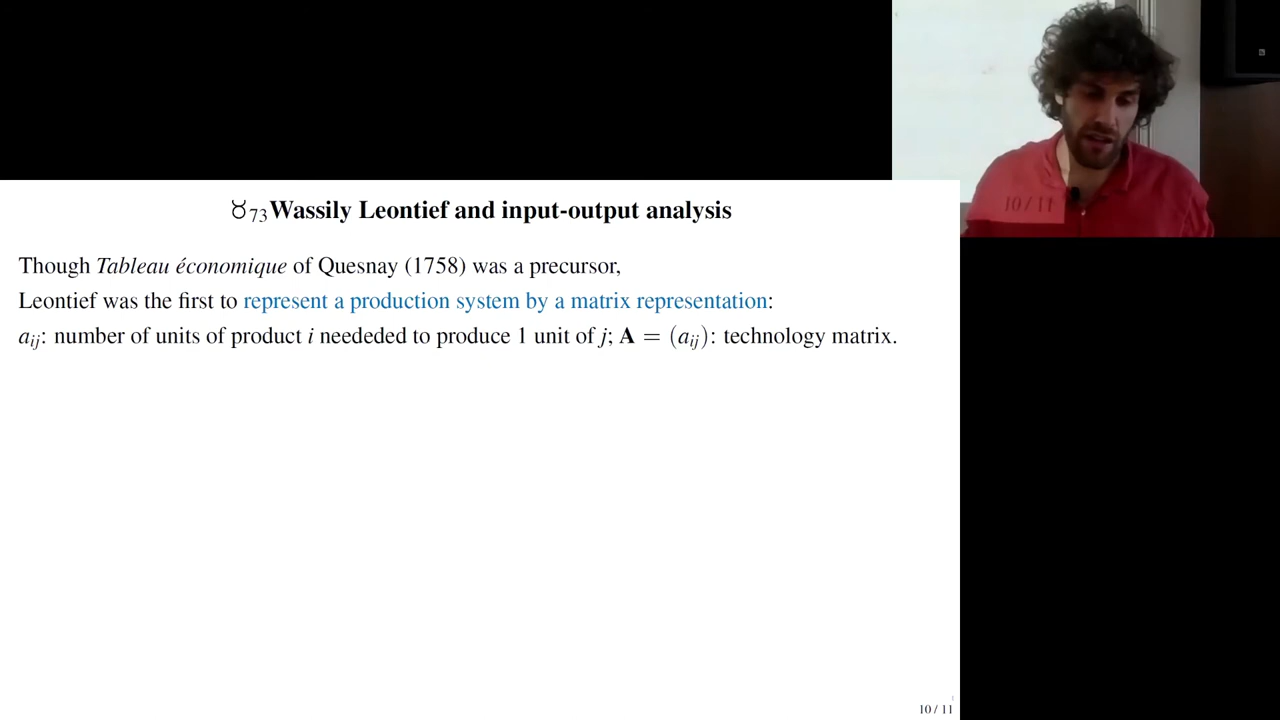 ♉73Wassily Leontief and input-output analysis
Though Tableau économique of Quesnay (1758) was a precursor,
Leontief was the first to represent a production system by a matrix representation:
aij: number of units of product i neededed to produce 1 unit of j; A = (aij): technology matrix.
10 / 11
10 / 11